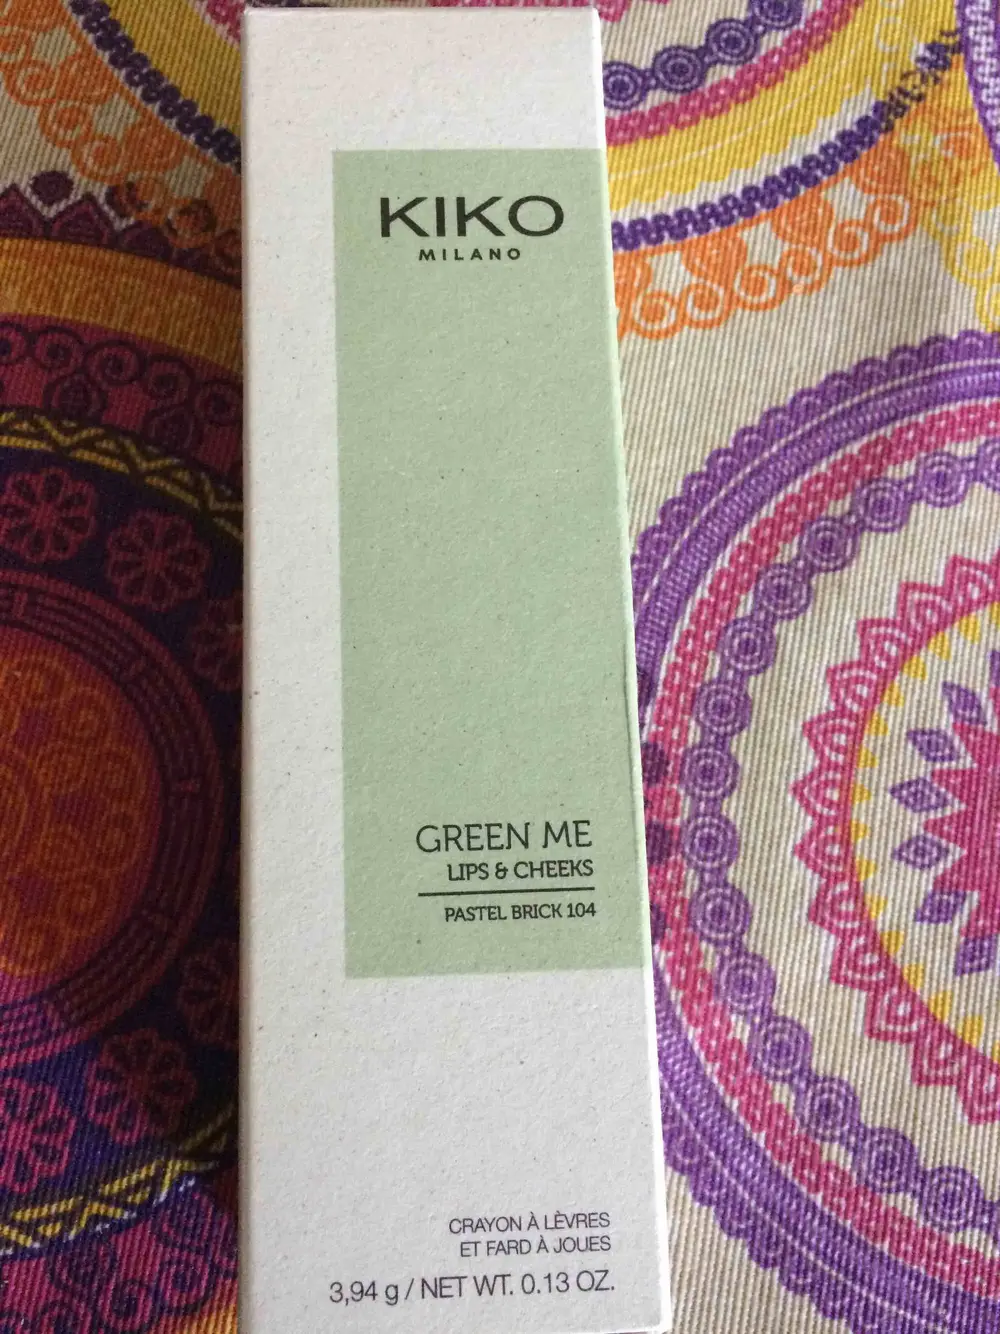 KIKO
MILANO
GREEN ME
LIPS & CHEEKS
PASTEL BRICK 104
CRAYON À LÈVRES
ET FARD À JOUES
3,94 g / NET WT. 0.13 OZ.